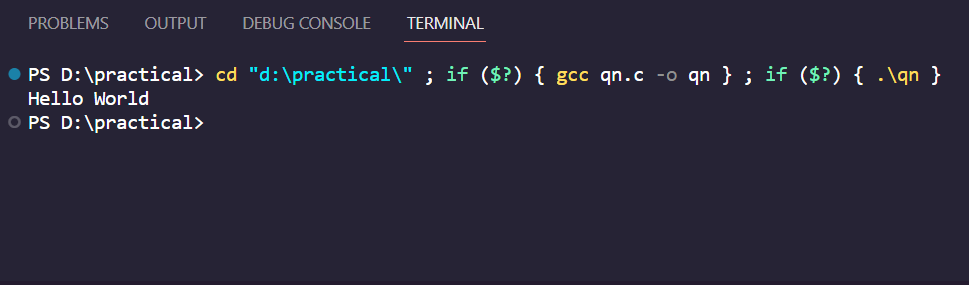 PROBLEMS OUTPUT DEBUG CONSOLE TERMINAL
PS D:\practical> cd "d:\practical\" ; if ($?) { gcc qn.c -o qn } ; if ($?) { .\qn }
Hello World
PS D:\practical>